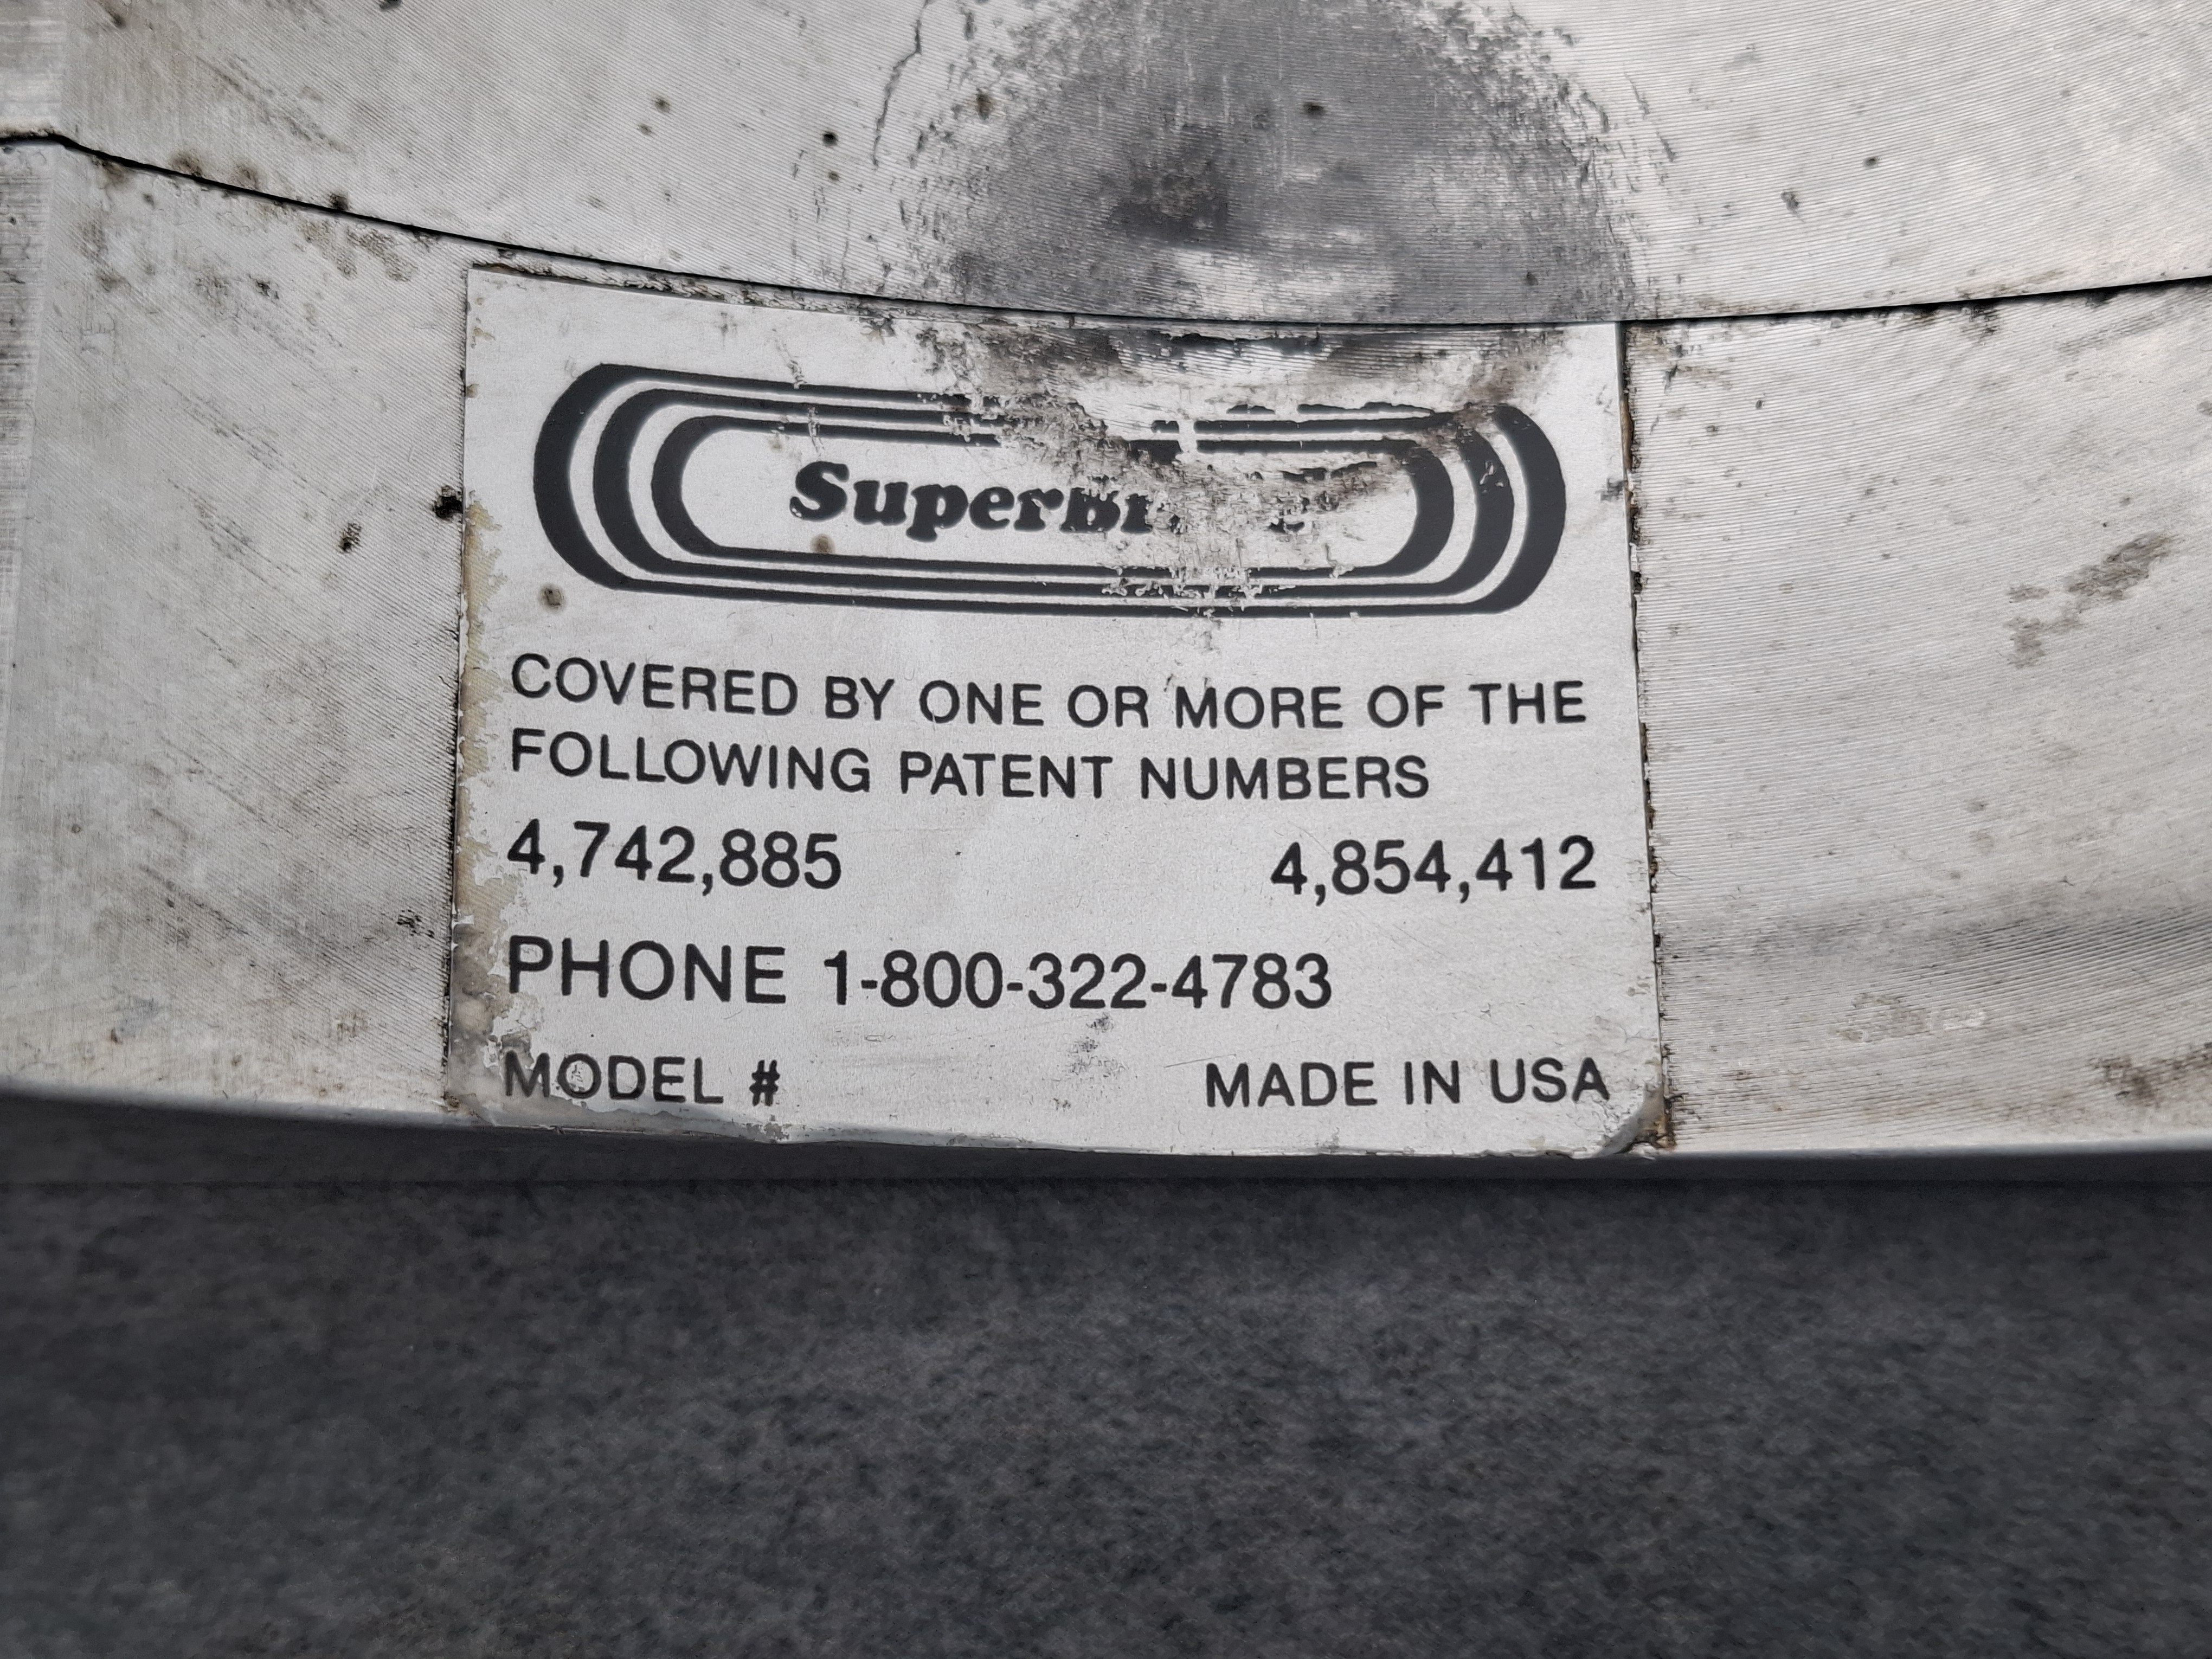 COVERED BY ONE OR MORE OF THE
FOLLOWING PATENT NUMBERS
4,742,885 4,854,412
PHONE 1-800-322-4783
MODEL # MADE IN USA